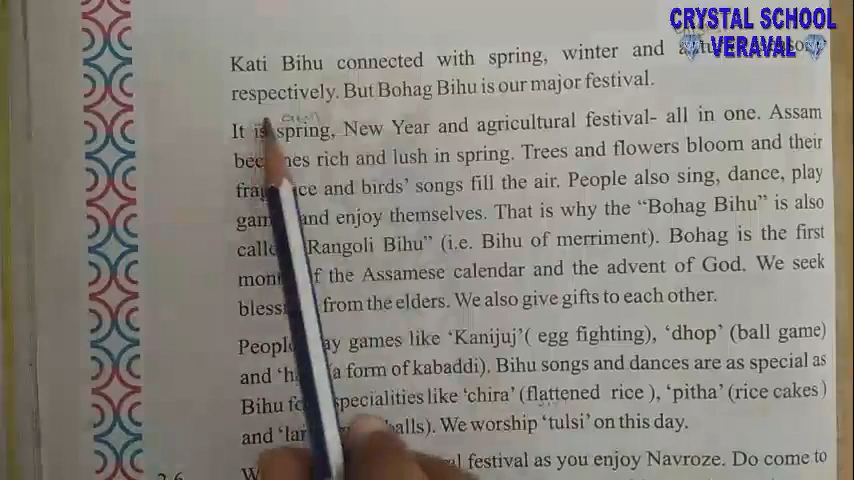 CRYSTAL SCHOOL
VERAVAL
Kati Bihu connected with spring, winter and
respectively. But Bohag Bihu is our major festival.
It is spring, New Year and agricultural festival- all in one. Assam
rich and lush in spring. Trees and flowers bloom and their
and birds' songs fill the air. People also sing, dance, play
and enjoy themselves. That is why the “Bohag Bihu” is also
Rangoli Bihu” (i.e. Bihu of merriment). Bohag is the first
the Assamese calendar and the advent of God. We seek
from the elders. We also give gifts to each other.
games like ‘Kanijuj’( egg fighting), ‘dhop’ (ball game)
and (a form of kabaddi). Bihu songs and dances are as special as
Bihu specialities like ‘chira’ (flattened rice ), ‘pitha’ (rice cakes)
and We worship ‘tulsi’ on this day.
festival as you enjoy Navroze. Do come to